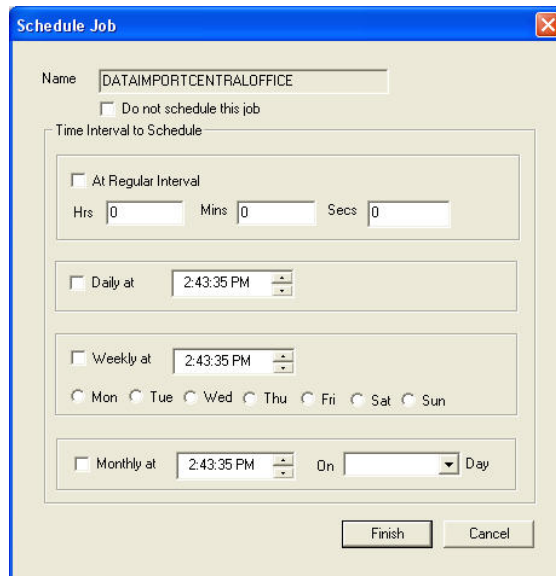 Schedule Job
Name DATAIMPORTCENTRALOFFICE
Do not schedule this job
Time Interval to Schedule
At Regular Interval
Hrs 0 Mins 0 Secs 0
Daily at 2:43:35 PM
Weekly at 2:43:35 PM
Mon Tue Wed Thu Fri Sat Sun
Monthly at 2:43:35 PM On Day
Finish Cancel